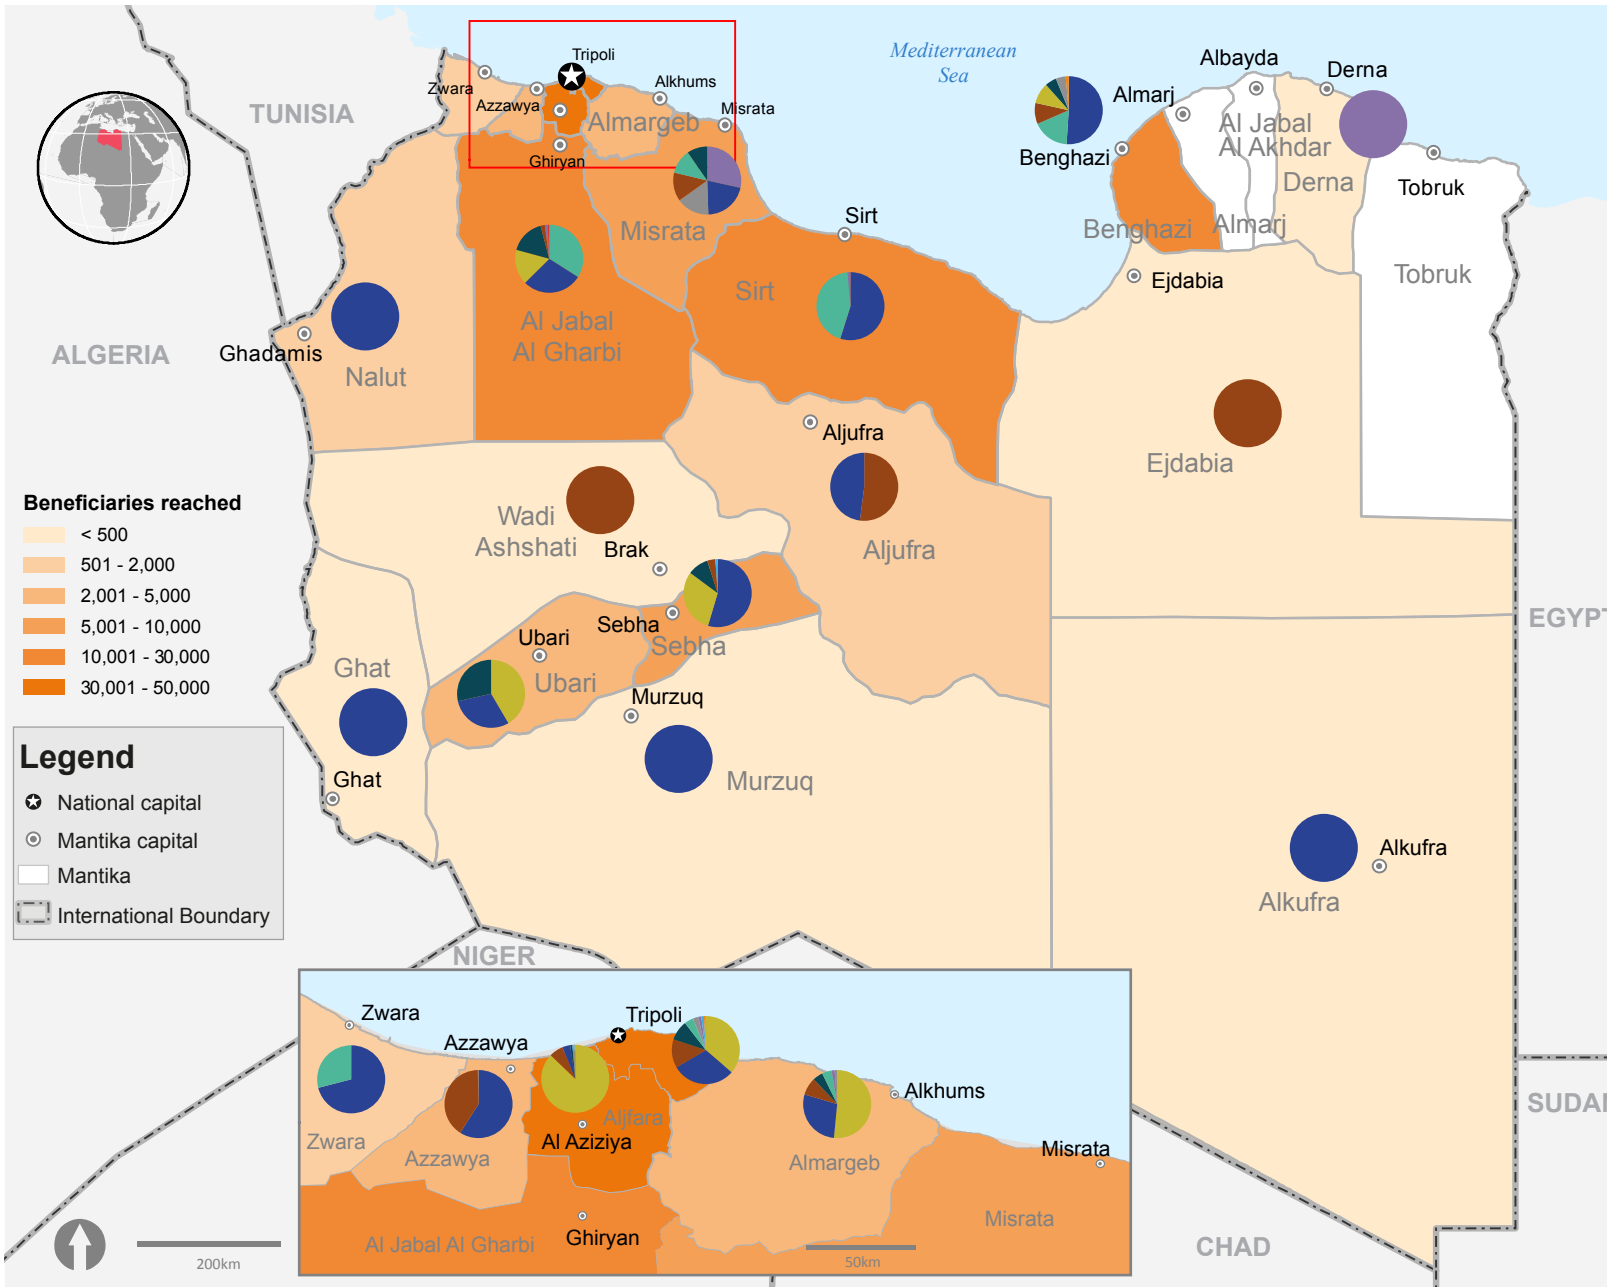 Mediterranean
Sea
TUNISIA
ALGERIA
EGYPT
SUDAN
NIGER
CHAD
Tripoli
Zwara
Azzawya
Alkhums
Almargeb
Misrata
Ghiryan
Misrata
Al Jabal
Al Gharbi
Nalut
Ghadamis
Sirt
Sirt
Benghazi
Benghazi
Almarj
Albayda
Al Jabal
Al Akhdar
Almarj
Derna
Derna
Tobruk
Tobruk
Ejdabia
Ejdabia
Aljufra
Aljufra
Wadi
Ashshati
Brak
Sebha
Sebha
Ubari
Ubari
Murzuq
Murzuq
Ghat
Ghat
Alkufra
Alkufra
Beneficiaries reached
< 500
501 - 2,000
2,001 - 5,000
5,001 - 10,000
10,001 - 30,000
30,001 - 50,000
Legend
National capital
Mantika capital
Mantika
International Boundary
200km
Zwara
Azzawya
Tripoli
Zwara
Azzawya
Aljfara
Al Aziziya
Alkhums
Almargeb
Misrata
Misrata
Al Jabal Al Gharbi
Ghiryan
50km